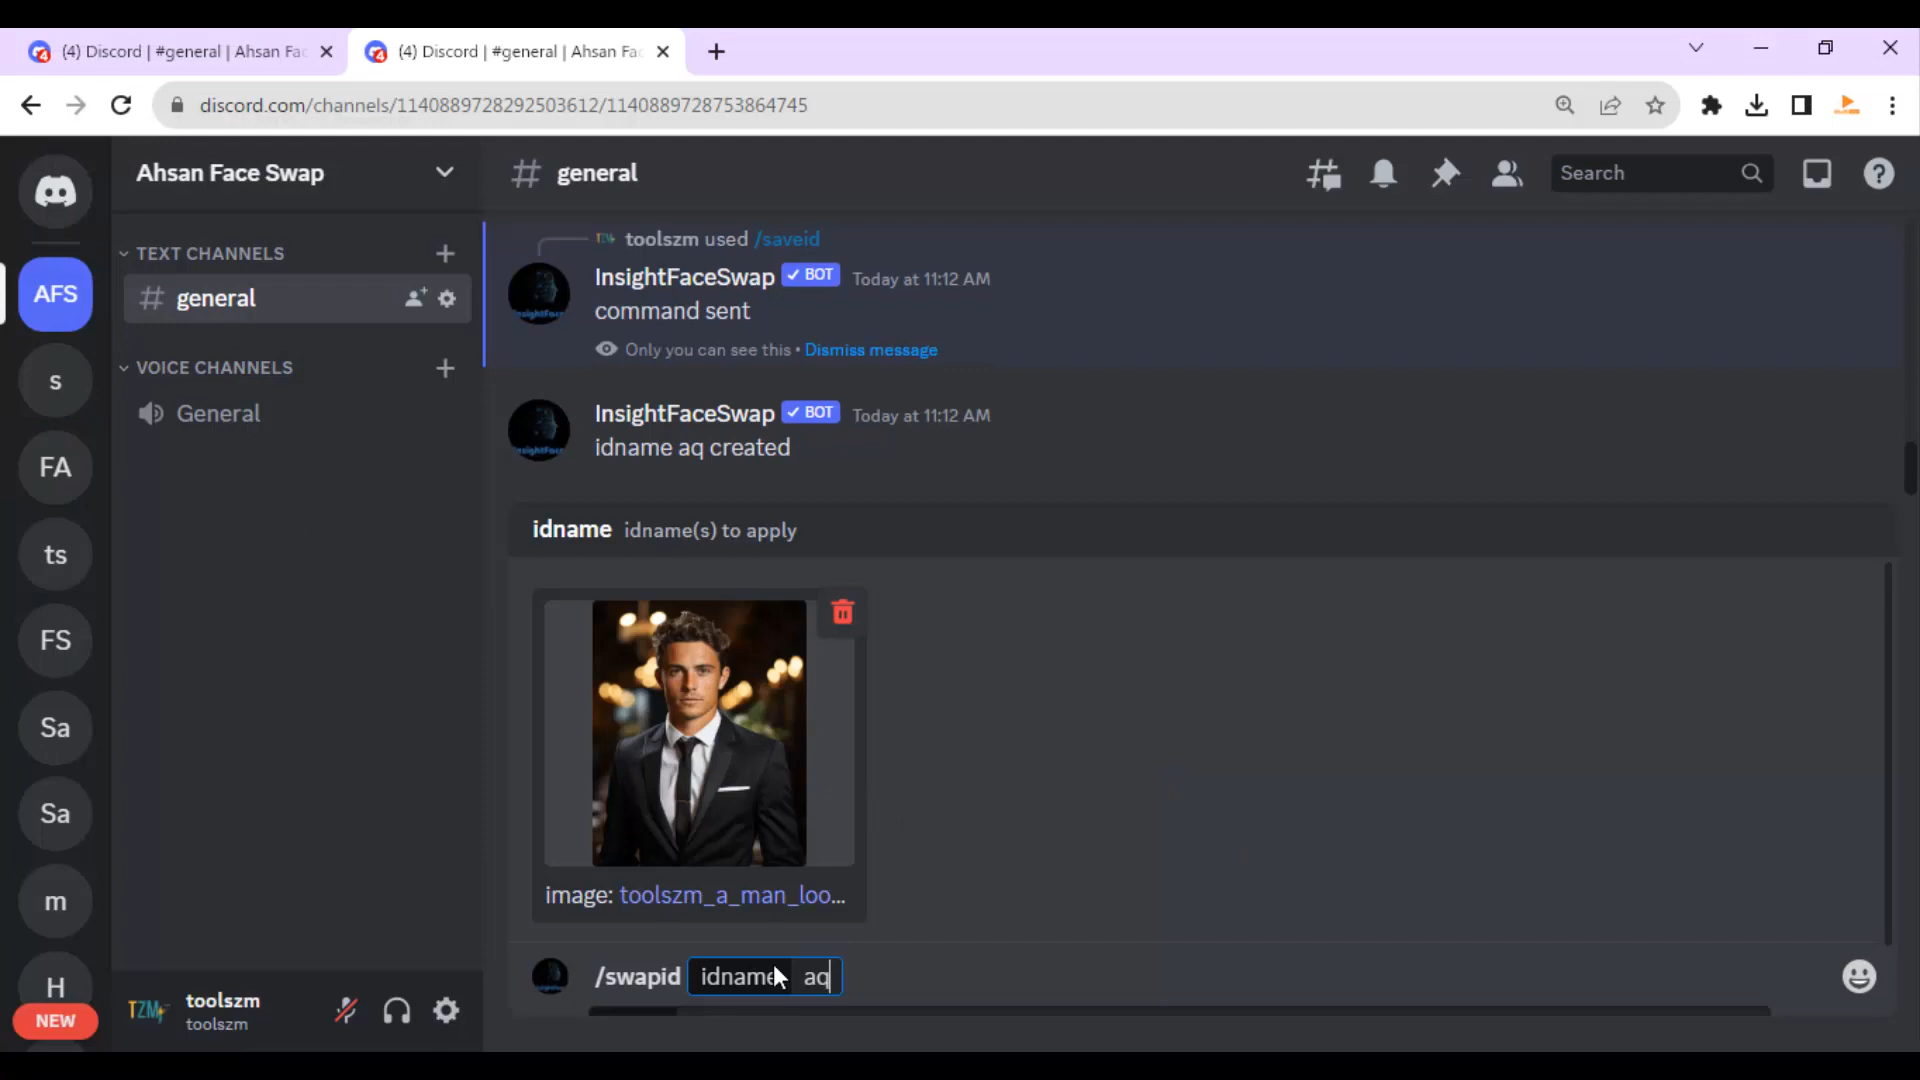 (4) Discord | #general | Ahsan Fac
(4) Discord | #general | Ahsan Fac
discord.com/channels/1140889728292503612/1140889728753864745
Ahsan Face Swap
general
Search
AFS
s
FA
ts
FS
Sa
Sa
m
H
NEW
TEXT CHANNELS
general
VOICE CHANNELS
General
toolszm used /saveid
InsightFaceSwap BOT Today at 11:12 AM
command sent
Only you can see this • Dismiss message
InsightFaceSwap BOT Today at 11:12 AM
idname aq created
idname idname(s) to apply
image: toolszm_a_man_loo...
/swapid idname aq
TZM
toolszm
toolszm